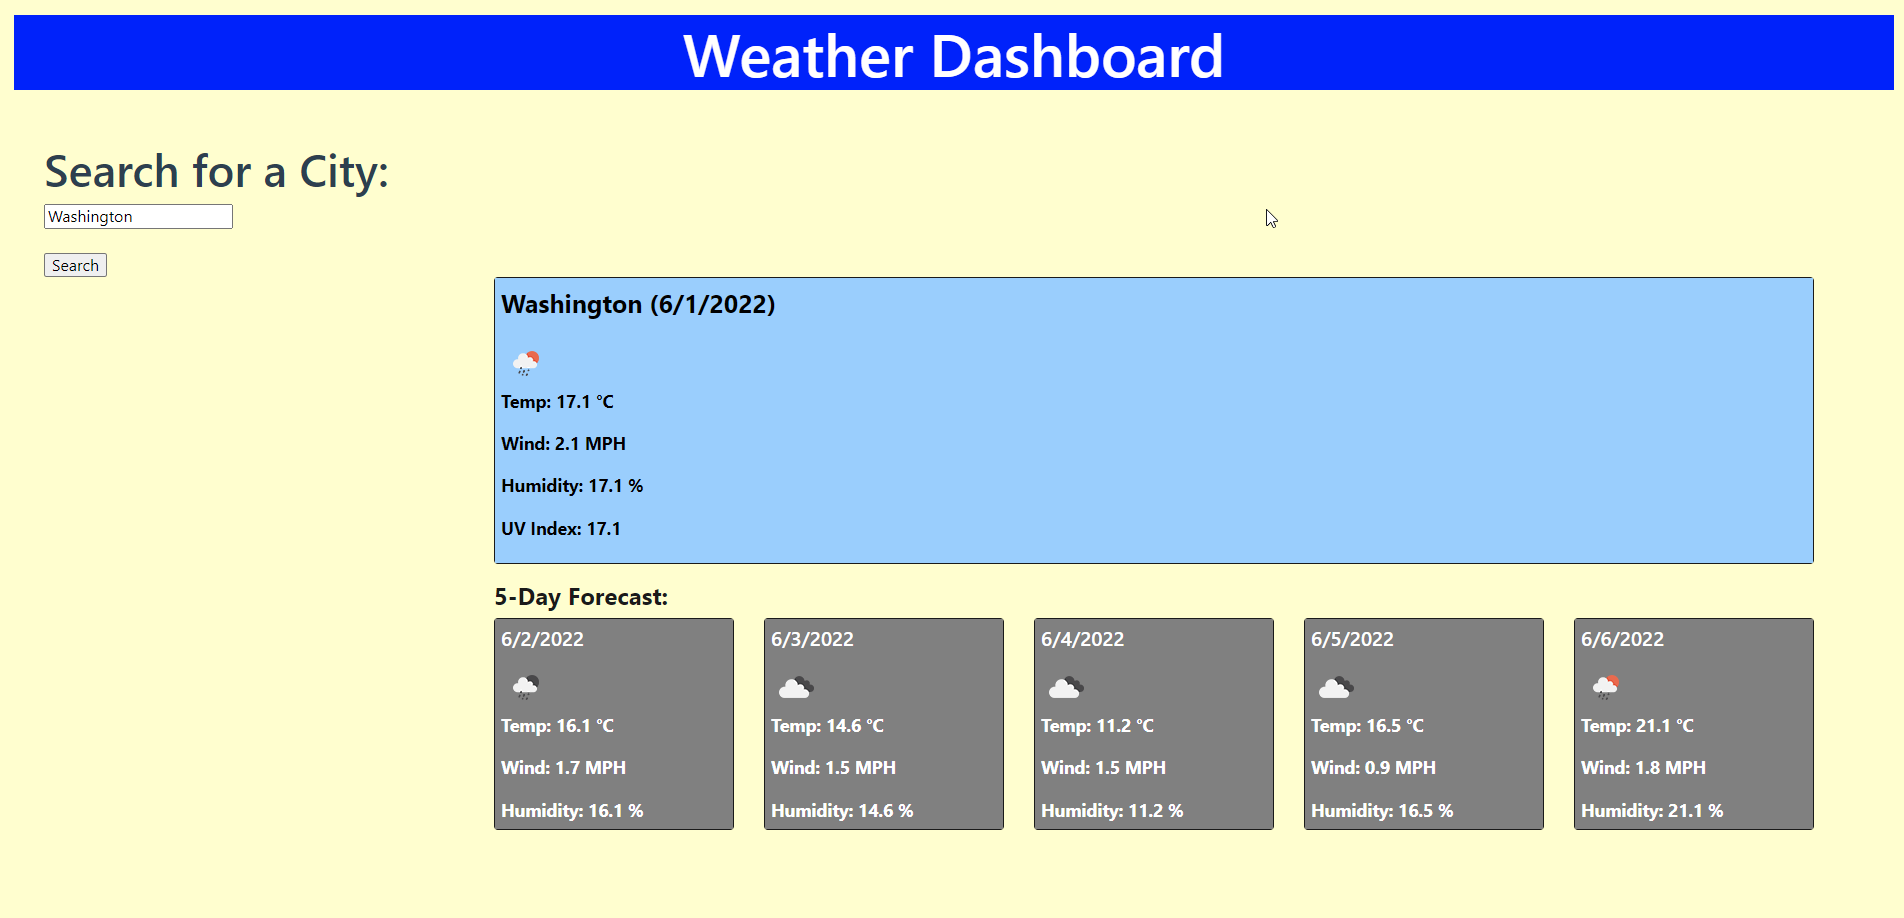 Weather Dashboard
Search for a City:
Washington
Search
Washington (6/1/2022)
Temp: 17.1 °C
Wind: 2.1 MPH
Humidity: 17.1 %
UV Index: 17.1
5-Day Forecast:
6/2/2022
Temp: 16.1 °C
Wind: 1.7 MPH
Humidity: 16.1 %
6/3/2022
Temp: 14.6 °C
Wind: 1.5 MPH
Humidity: 14.6 %
6/4/2022
Temp: 11.2 °C
Wind: 1.5 MPH
Humidity: 11.2 %
6/5/2022
Temp: 16.5 °C
Wind: 0.9 MPH
Humidity: 16.5 %
6/6/2022
Temp: 21.1 °C
Wind: 1.8 MPH
Humidity: 21.1 %